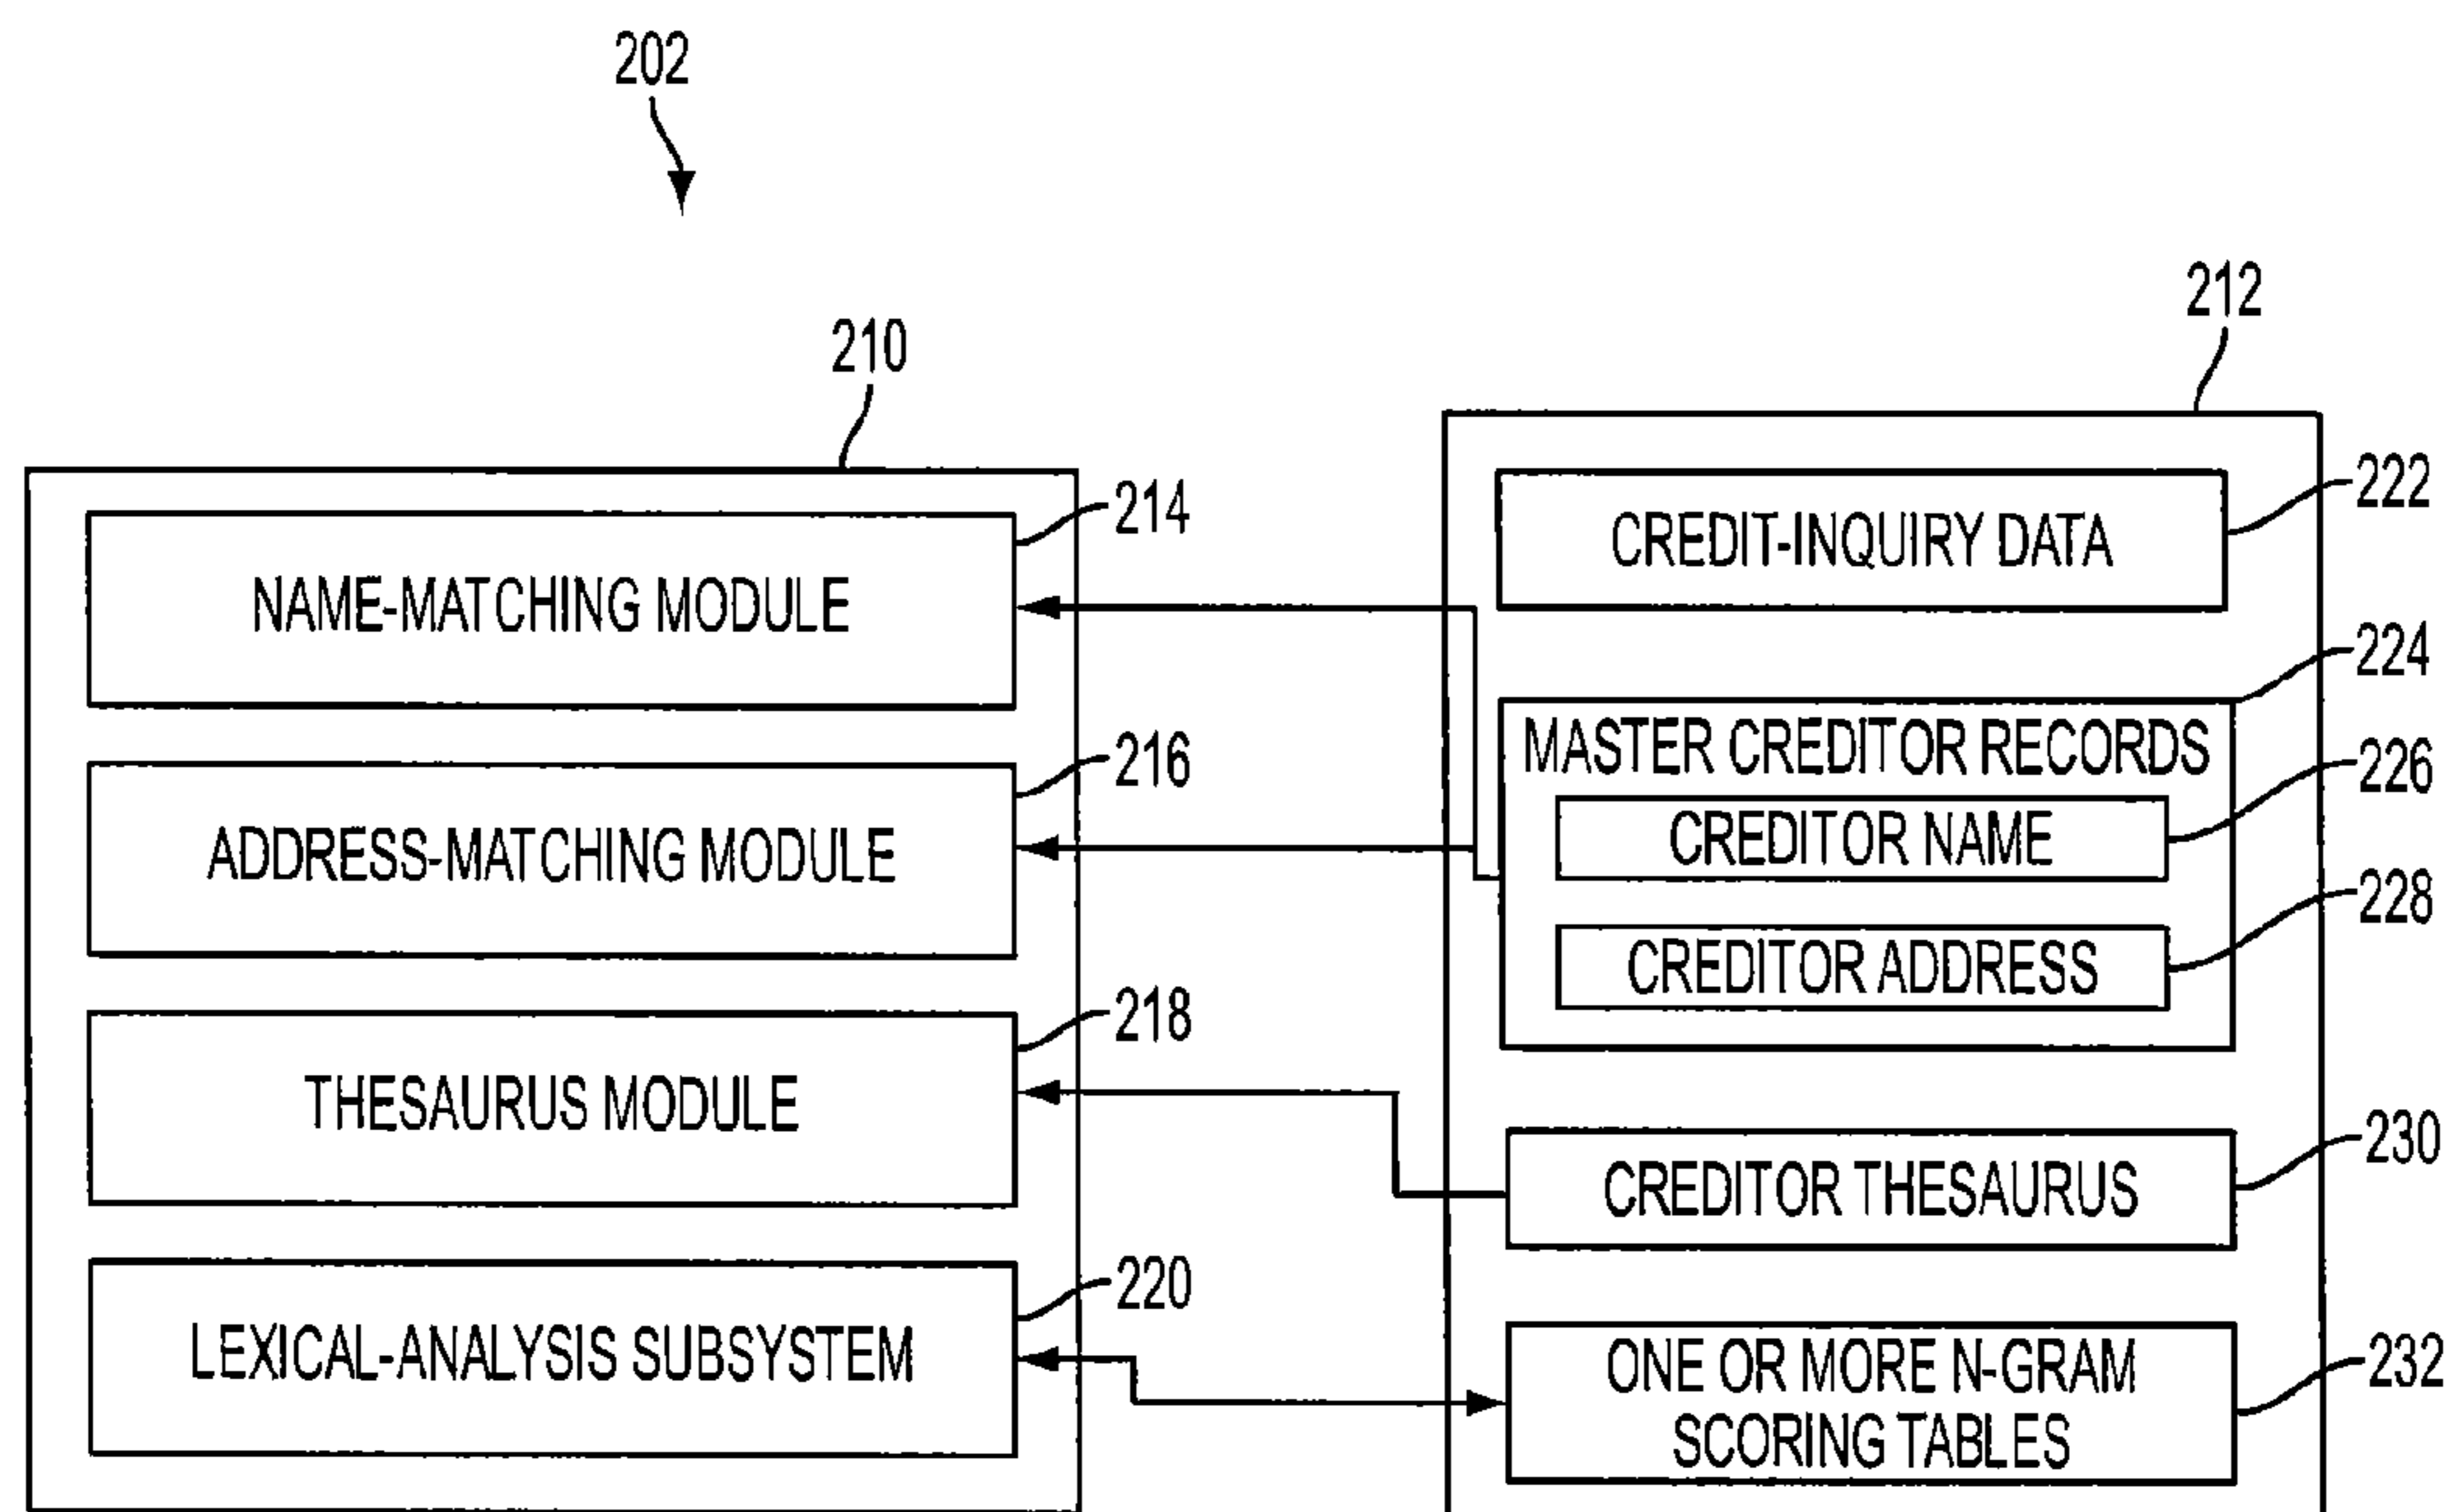 202
210
212
NAME-MATCHING MODULE
214
ADDRESS-MATCHING MODULE
216
THESAURUS MODULE
218
LEXICAL-ANALYSIS SUBSYSTEM
220
CREDIT-INQUIRY DATA
222
224
MASTER CREDITOR RECORDS
CREDITOR NAME
226
CREDITOR ADDRESS
228
CREDITOR THESAURUS
230
ONE OR MORE N-GRAM
SCORING TABLES
232